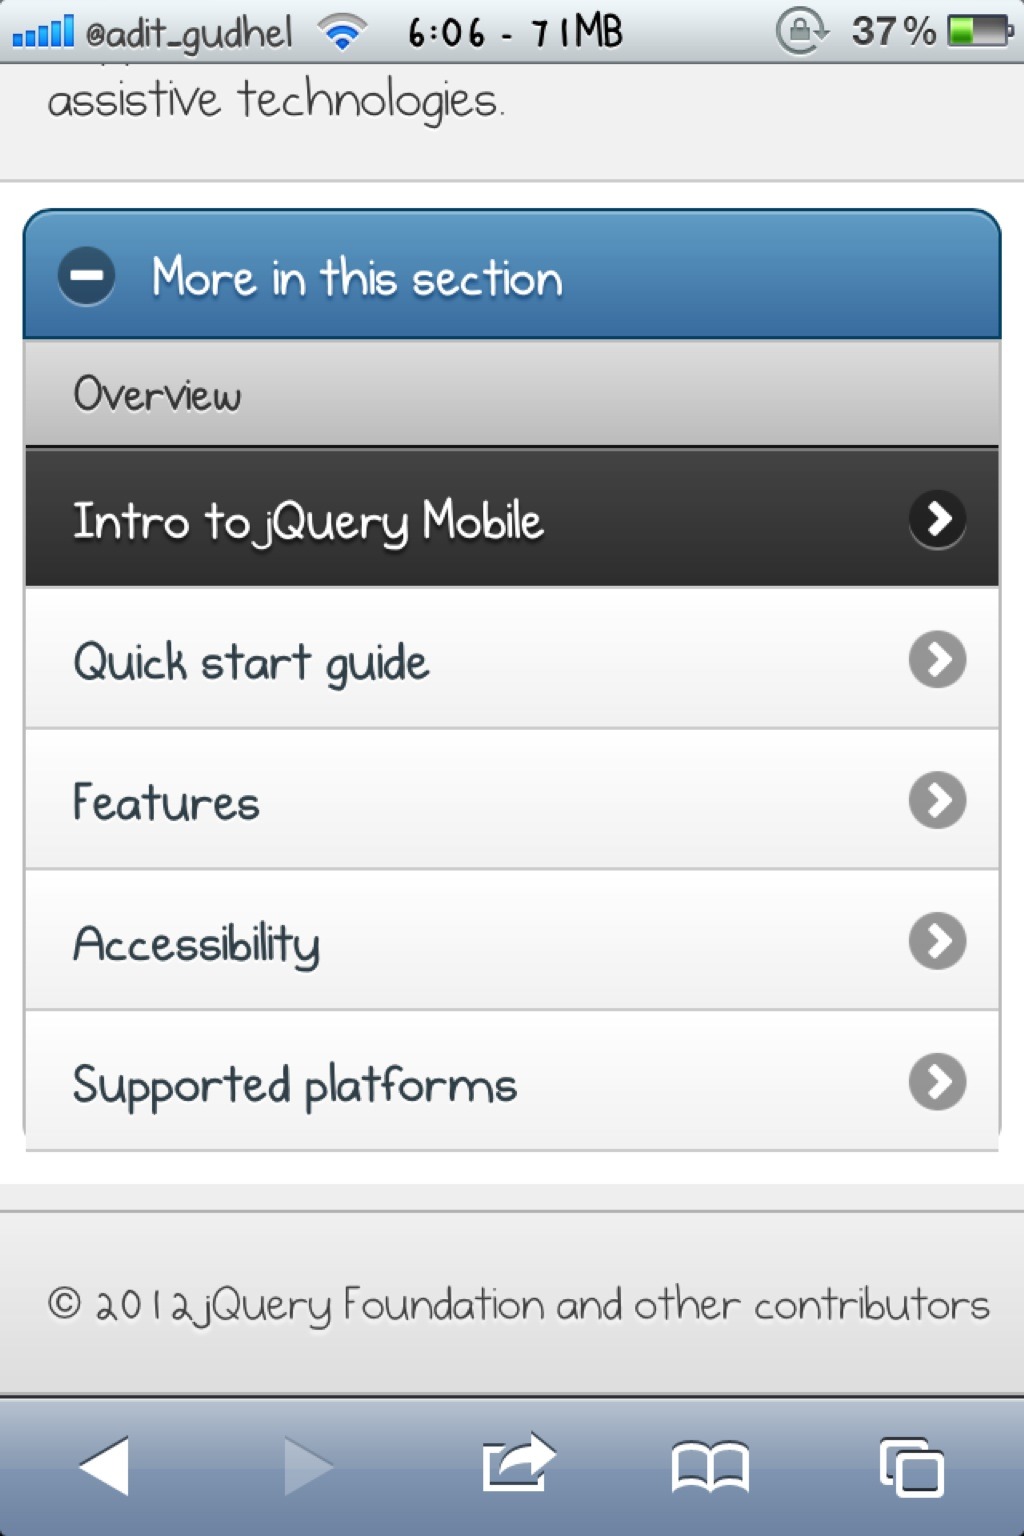 @adit_gudhel 6:06 - 71MB 37%
assistive technologies.
More in this section
Overview
Intro to jQuery Mobile
Quick start guide
Features
Accessibility
Supported platforms
© 2012 jQuery Foundation and other contributors